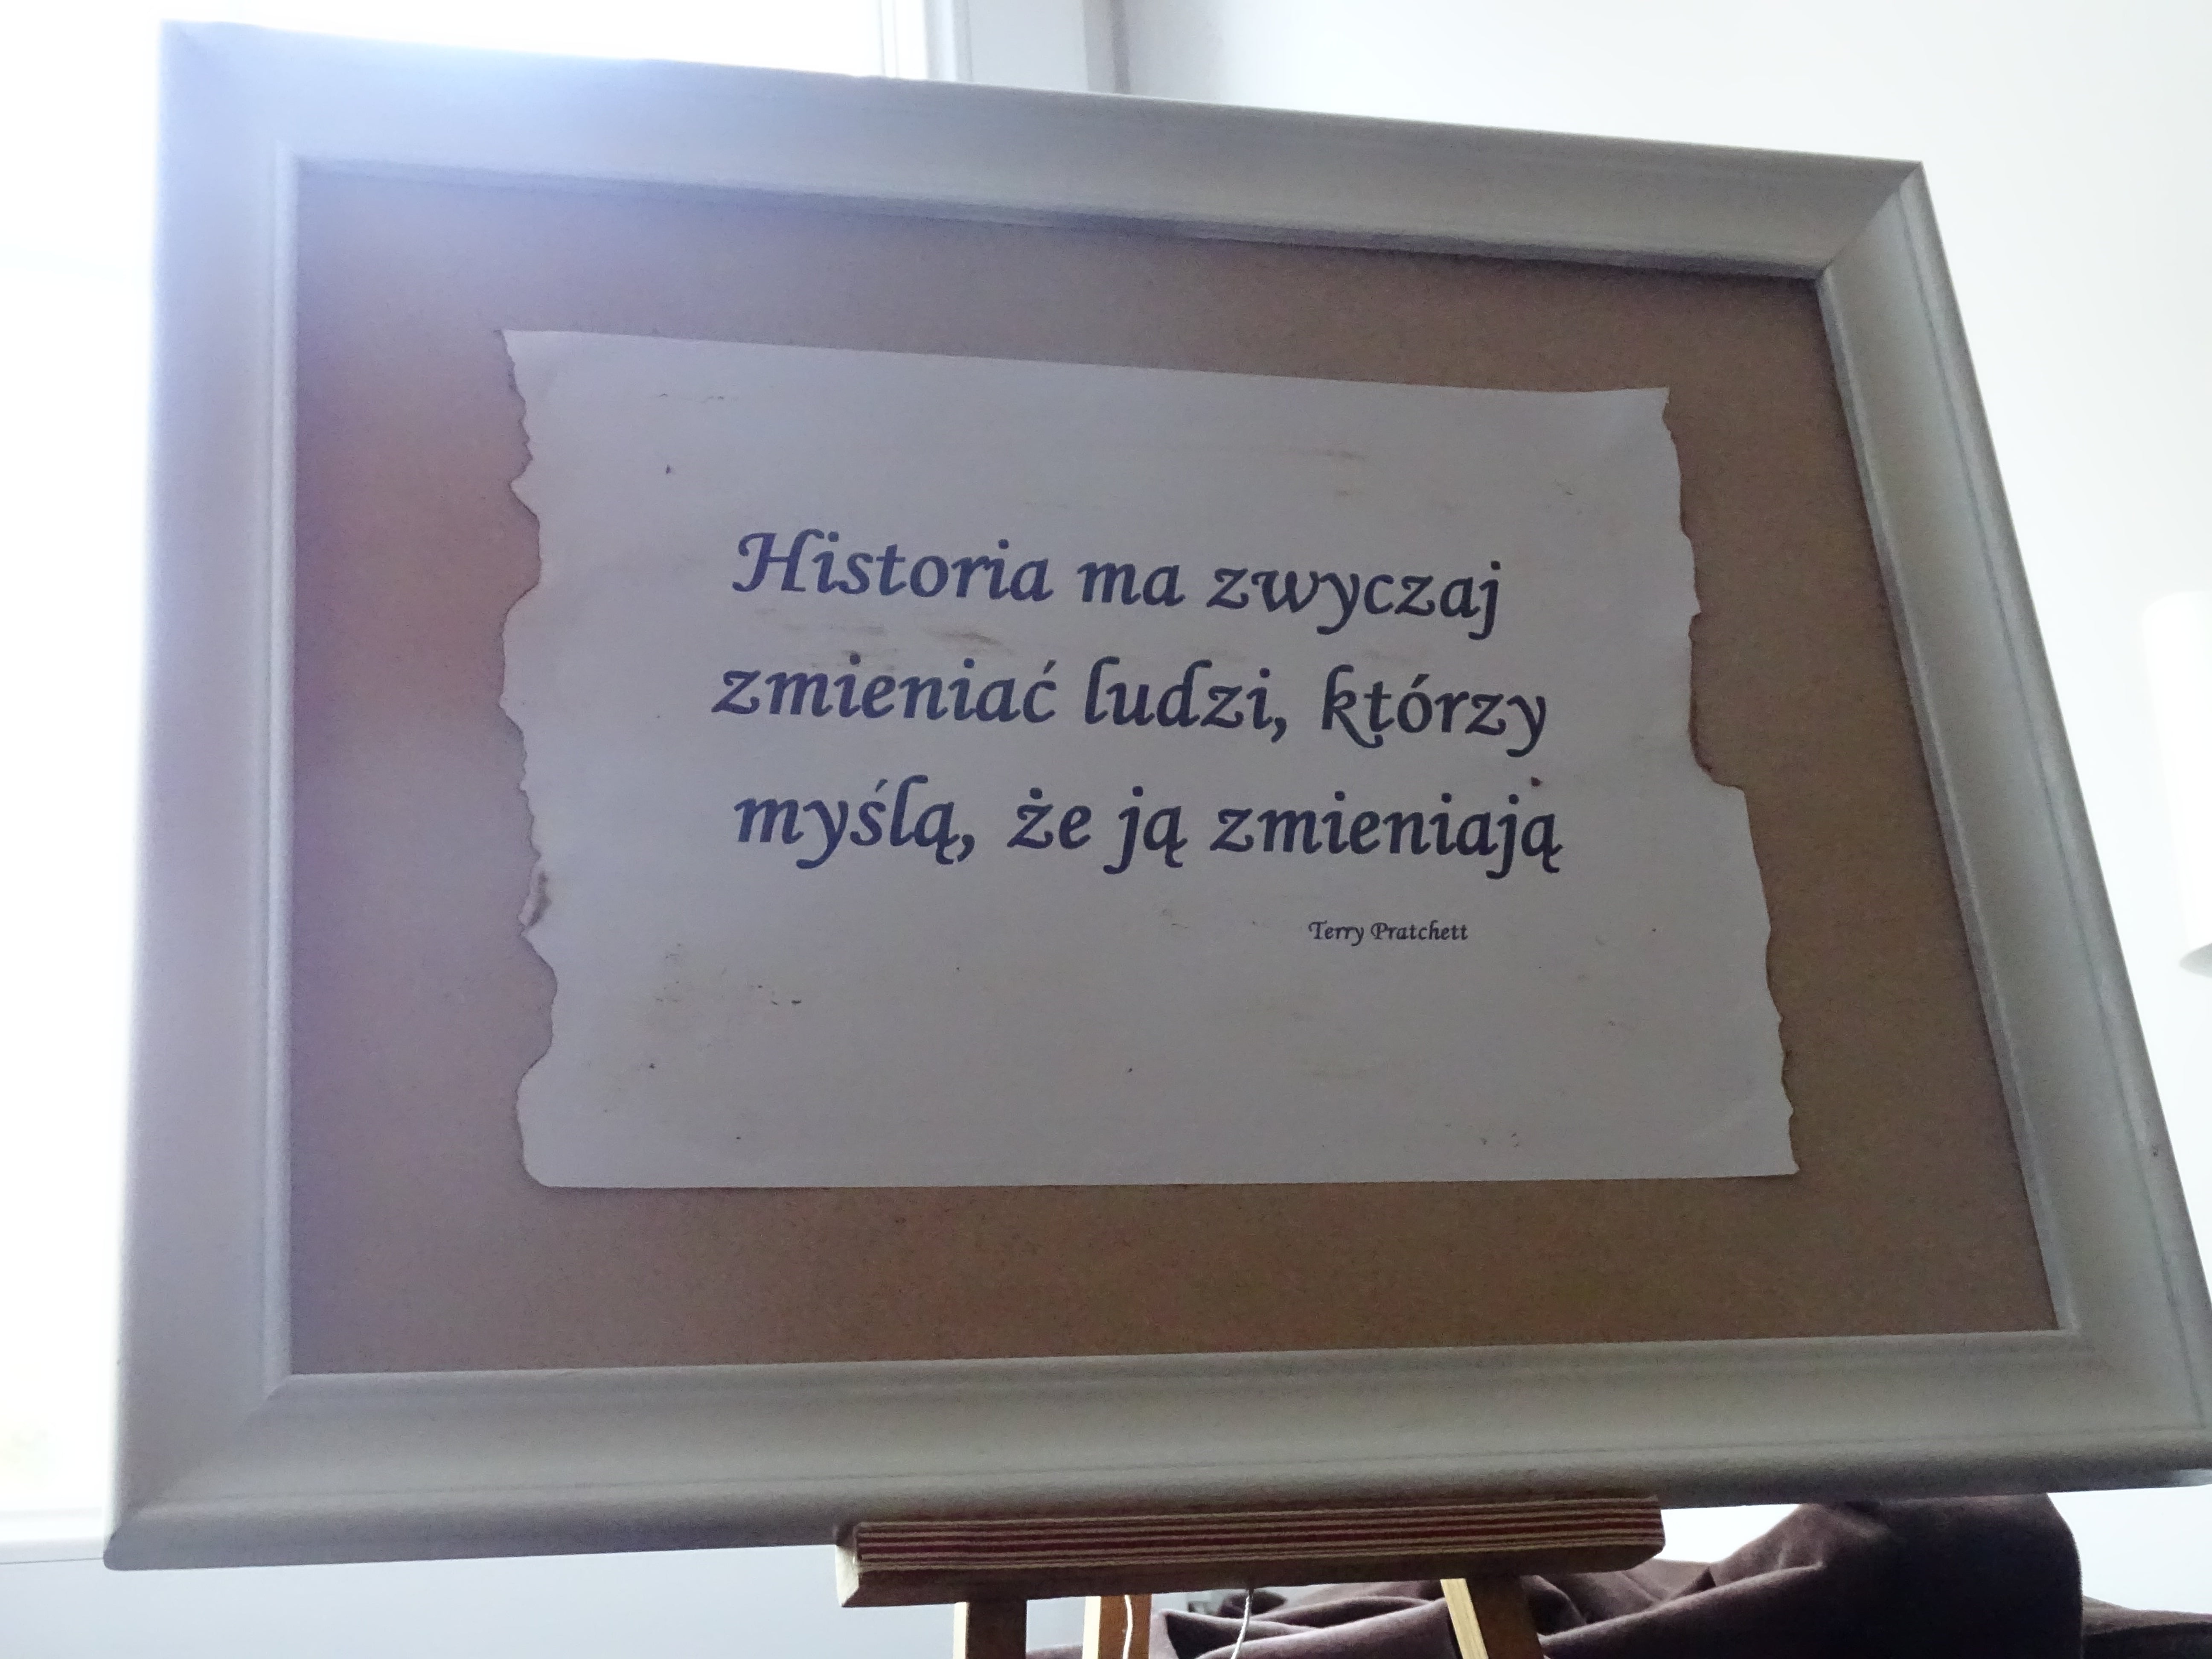 Historia ma zwyczaj
zmieniać ludzi, którzy
myślą, że ją zmieniają
Terry Pratchett